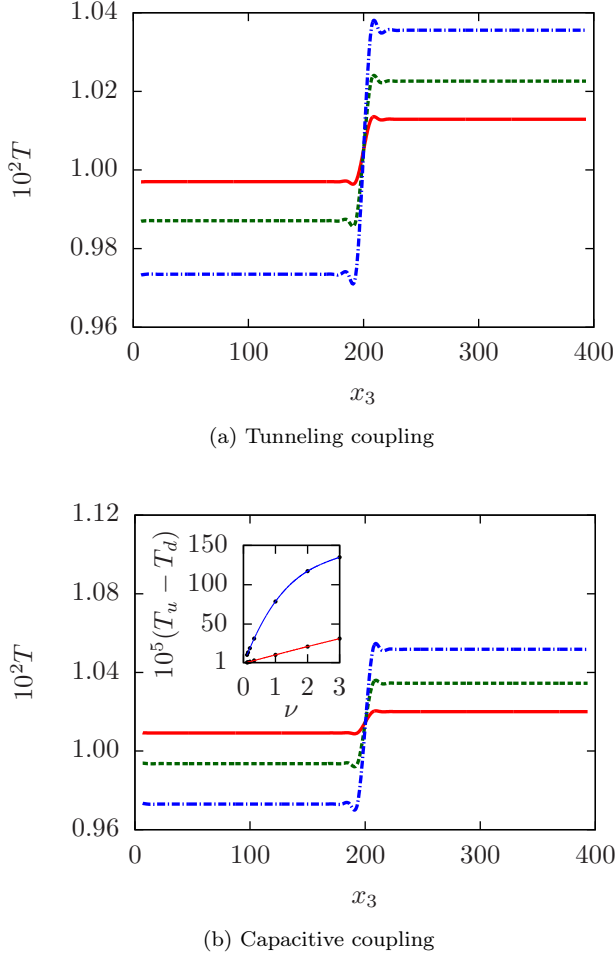 1.04
1.02
1.00
0.98
0.96
10²T
0 100 200 300 400
x₃
(a) Tunneling coupling
1.12
1.08
1.04
1.00
0.96
10²T
150
100
50
1
10⁵(Tᵤ − T_d)
0 1 2 3
ν
0 100 200 300 400
x₃
(b) Capacitive coupling